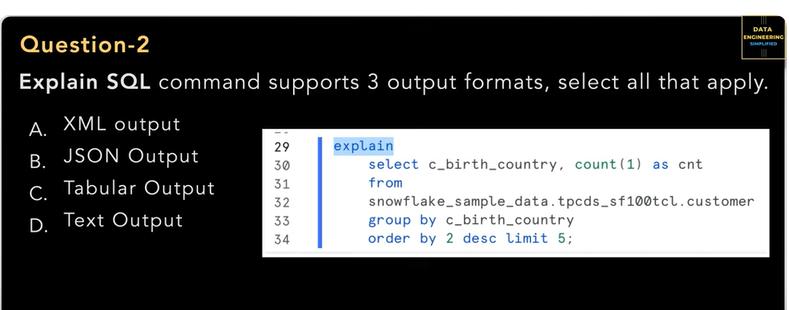 DATA
ENGINEERING
SIMPLIFIED
Question-2
Explain SQL command supports 3 output formats, select all that apply.
A. XML output
B. JSON Output
C. Tabular Output
D. Text Output
29 explain
30 select c_birth_country, count(1) as cnt
31 from
32 snowflake_sample_data.tpcds_sf100tcl.customer
33 group by c_birth_country
34 order by 2 desc limit 5;